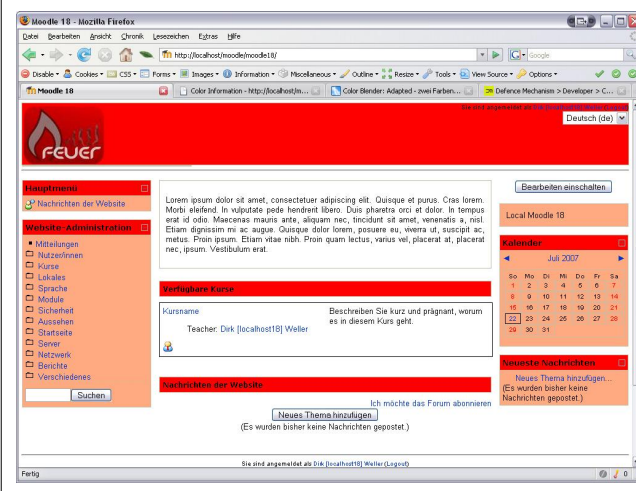 Moodle 18 - Mozilla Firefox
Datei Bearbeiten Ansicht Chronik Lesezeichen Extras Hilfe
http://localhost/moodle/moodle18/
Google
Disable Cookies CSS Forms Images Information Miscellaneous Outline Resize Tools View Source Options
Moodle 18
Color Information - http://localhost/m...
Color Blender: Adapted - zwei Farben...
Defence Mechanism > Developer > C...
Sie sind angemeldet als Dirk [localhost18] Weller (Logout)
Deutsch (de)
FEUER
Hauptmenü
Nachrichten der Website
Website-Administration
Mitteilungen
Nutzer/innen
Kurse
Lokales
Sprache
Module
Sicherheit
Aussehen
Startseite
Server
Netzwerk
Berichte
Verschiedenes
Suchen
Lorem ipsum dolor sit amet, consectetuer adipiscing elit. Quisque et purus. Cras lorem.
Morbi eleifend. In vulputate pede hendrerit libero. Duis pharetra orci et dolor. In tempus
erat id odio. Maecenas mauris ante, aliquam nec, tincidunt sit amet, venenatis a, nisl.
Etiam dignissim mi ac augue. Quisque dolor lorem, posuere eu, viverra ut, suscipit ac,
metus. Proin ipsum. Etiam vitae nibh. Proin quam lectus, varius vel, placerat at, placerat
nec, ipsum. Vestibulum erat.
Verfügbare Kurse
Kursname
Teacher: Dirk [localhost18] Weller
Beschreiben Sie kurz und prägnant, worum
es in diesem Kurs geht.
Nachrichten der Website
Ich möchte das Forum abonnieren
Neues Thema hinzufügen
(Es wurden bisher keine Nachrichten gepostet.)
Bearbeiten einschalten
Local Moodle 18
Kalender
Juli 2007
So Mo Di Mi Do Fr Sa
1 2 3 4 5 6 7
8 9 10 11 12 13 14
15 16 17 18 19 20 21
22 23 24 25 26 27 28
29 30 31
Neueste Nachrichten
Neues Thema hinzufügen...
(Es wurden bisher keine
Nachrichten gepostet.)
Sie sind angemeldet als Dirk [localhost18] Weller (Logout)
Fertig
0